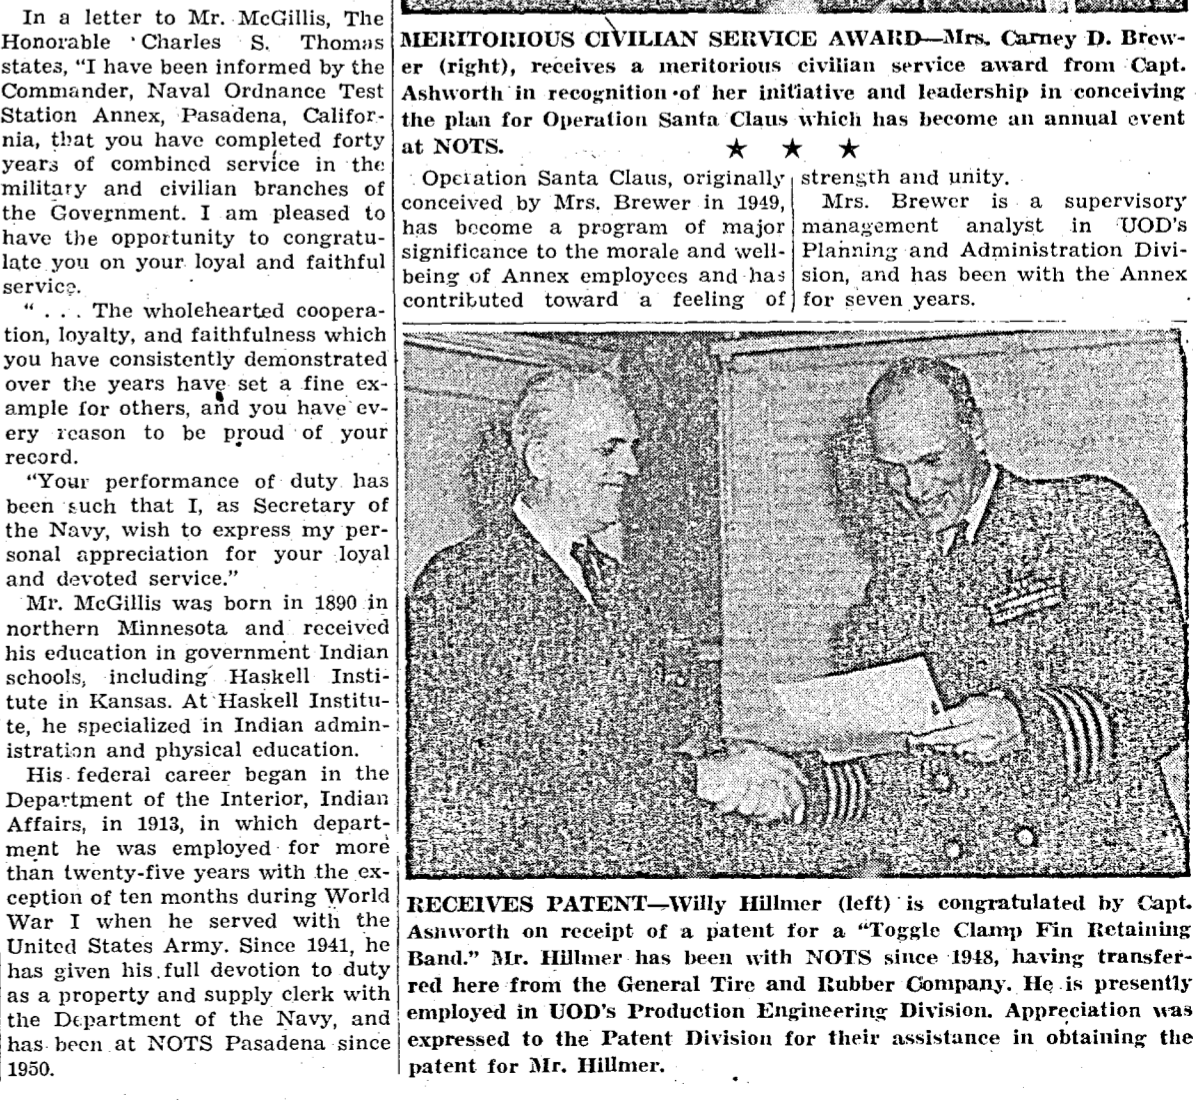 In a letter to Mr. McGillis, The
Honorable Charles S. Thomas
states, "I have been informed by the
Commander, Naval Ordnance Test
Station Annex, Pasadena, Califor-
nia, that you have completed forty
years of combined service in the
military and civilian branches of
the Government. I am pleased to
have the opportunity to congratu-
late you on your loyal and faithful
service.
" . . . The wholehearted coopera-
tion, loyalty, and faithfulness which
you have consistently demonstrated
over the years have set a fine ex-
ample for others, and you have ev-
ery reason to be proud of your
record.
"Your performance of duty has
been such that I, as Secretary of
the Navy, wish to express my per-
sonal appreciation for your loyal
and devoted service."
Mr. McGillis was born in 1890 in
northern Minnesota and received
his education in government Indian
schools, including Haskell Insti-
tute in Kansas. At Haskell Institu-
te, he specialized in Indian admin-
istration and physical education.
His federal career began in the
Department of the Interior, Indian
Affairs, in 1913, in which depart-
ment he was employed for more
than twenty-five years with the ex-
ception of ten months during World
War I when he served with the
United States Army. Since 1941, he
has given his full devotion to duty
as a property and supply clerk with
the Department of the Navy, and
has been at NOTS Pasadena since
1950.
MERITORIOUS CIVILIAN SERVICE AWARD—Mrs. Carney D. Brew-
er (right), receives a meritorious civilian service award from Capt.
Ashworth in recognition of her initiative and leadership in conceiving
the plan for Operation Santa Claus which has become an annual event
at NOTS.
★ ★ ★
Operation Santa Claus, originally
conceived by Mrs. Brewer in 1949,
has become a program of major
significance to the morale and well-
being of Annex employees and has
contributed toward a feeling of
strength and unity.
Mrs. Brewer is a supervisory
management analyst in UOD's
Planning and Administration Divi-
sion, and has been with the Annex
for seven years.
RECEIVES PATENT—Willy Hillmer (left) is congratulated by Capt.
Ashworth on receipt of a patent for a "Toggle Clamp Fin Retaining
Band." Mr. Hillmer has been with NOTS since 1948, having transfer-
red here from the General Tire and Rubber Company. He is presently
employed in UOD's Production Engineering Division. Appreciation was
expressed to the Patent Division for their assistance in obtaining the
patent for Mr. Hillmer.